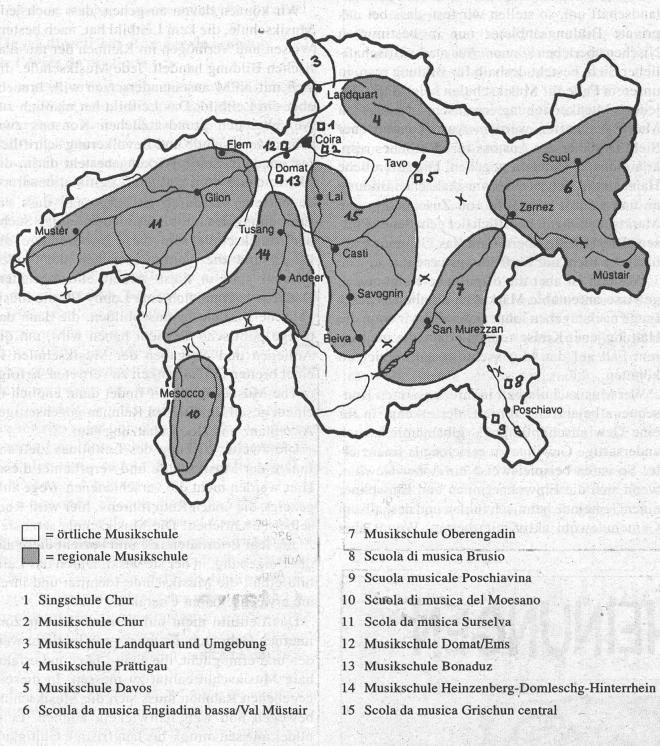 3
Landquart
4
1
Coira
2
Flem
12
Domat
13
Tavo
5
Scuol
6
Zernez
Müstair
Glion
Mustér
11
Lai
15
Tusang
14
Casti
Andeer
Savognin
7
Beiva
San Murezzan
Mesocco
10
8
Poschiavo
9
= örtliche Musikschule
= regionale Musikschule
1 Singschule Chur
2 Musikschule Chur
3 Musikschule Landquart und Umgebung
4 Musikschule Prättigau
5 Musikschule Davos
6 Scoula da musica Engiadina bassa/Val Müstair
7 Musikschule Oberengadin
8 Scuola di musica Brusio
9 Scuola musicale Poschiavina
10 Scuola di musica del Moesano
11 Scola da musica Surselva
12 Musikschule Domat/Ems
13 Musikschule Bonaduz
14 Musikschule Heinzenberg-Domleschg-Hinterrhein
15 Scola da musica Grischun central